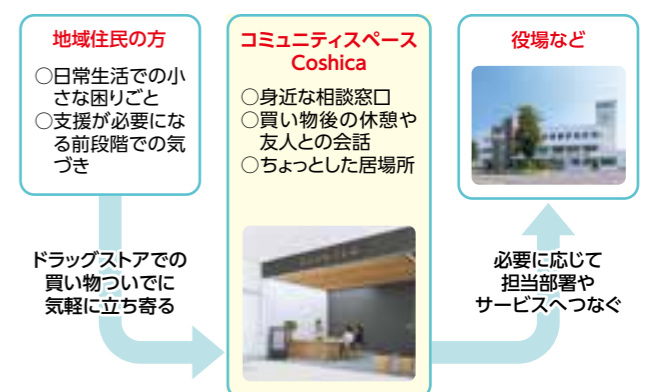 地域住民の方
○日常生活での小
さな困りごと
○支援が必要にな
る前段階での気
づき
ドラッグストアでの
買い物ついでに
気軽に立ち寄る
コミュニティスペース
Coshica
○身近な相談窓口
○買い物後の休憩や
友人との会話
○ちょっとした居場所
役場など
必要に応じて
担当部署や
サービスへつなぐ